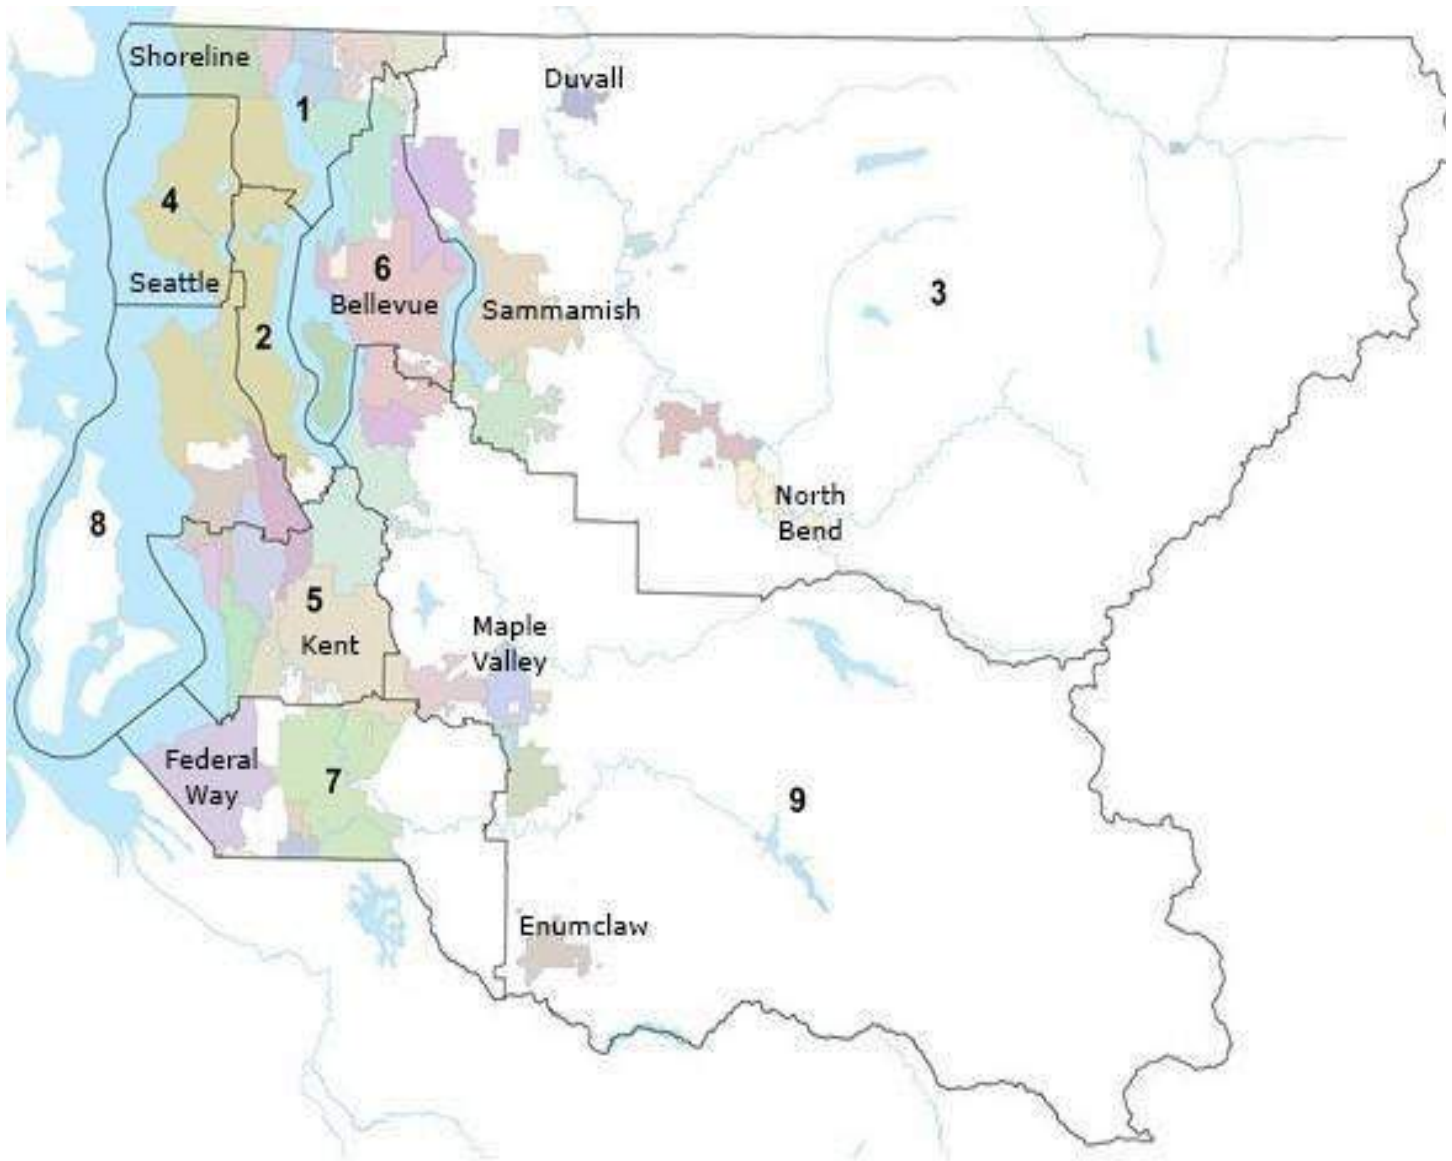 Shoreline
Duvall
1
4
Seattle
6
Bellevue
Sammamish
3
2
North
Bend
8
5
Kent
Maple
Valley
Federal
Way
7
9
Enumclaw